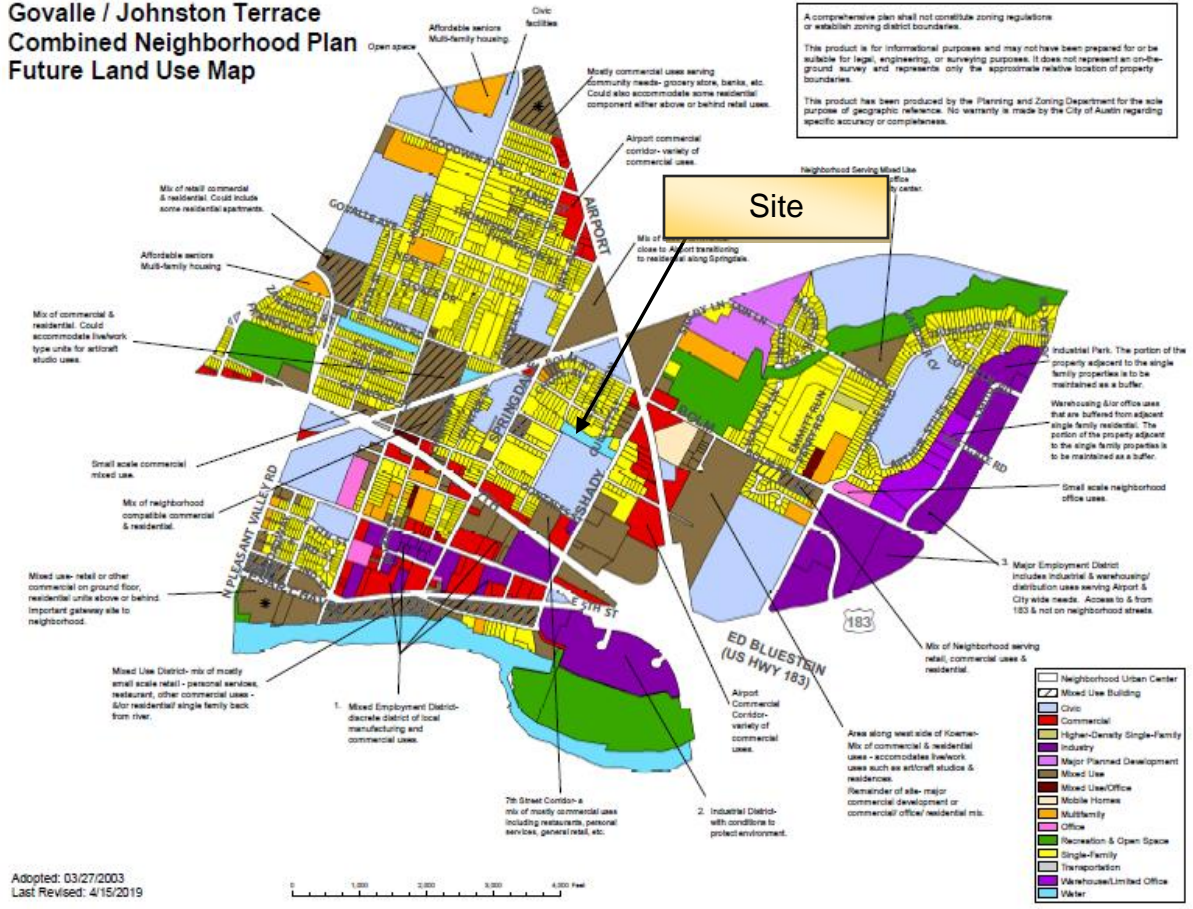 Govalle / Johnston Terrace
Combined Neighborhood Plan
Future Land Use Map
A comprehensive plan shall not constitute zoning regulations
or establish zoning district boundaries.
This product is for informational purposes and may not have been prepared for or be
suitable for legal, engineering, or surveying purposes. It does not represent an on-the-
ground survey and represents only the approximate relative location of property
boundaries.
This product has been produced by the Planning and Zoning Department for the sole
purpose of geographic reference. No warranty is made by the City of Austin regarding
specific accuracy or completeness.
Civic
facilities
Affordable seniors
Multi-family housing.
Open space
Mostly commercial uses serving
community needs- grocery store, banks, etc.
Could also accommodate some residential
component either above or behind retail uses.
Airport commercial
corridor- variety of
commercial uses.
Neighborhood Serving Mixed Use
office
center.
Site
Mix of
close to Airport transitioning
to residential along Springdale.
Mix of retail/ commercial
& residential. Could include
some residential apartments.
Affordable seniors
Multi-family housing
Mix of commercial &
residential. Could
accommodate live/work
type units for art/craft
studio uses.
GOODWIN AVE
GOVALLE AVE
AIRPORT
SPRINGDALE
BOLM
SHADY
N PLEASANT VALLEY RD
E 5TH ST
Industrial Park. The portion of the
property adjacent to the single
family properties is to be
maintained as a buffer.
Warehousing &/or office uses
that are buffered from adjacent
single family residential. The
portion of the property adjacent
to the single family properties is
to be maintained as a buffer.
Small scale neighborhood
office uses.
Small scale commercial
mixed use.
Mix of neighborhood
compatible commercial
& residential.
Mixed use- retail or other
commercial on ground floor,
residential units above or behind.
Important gateway site to
neighborhood.
Mixed Use District- mix of mostly
small scale retail - personal services,
restaurant, other commercial uses -
&/or residential/ single family back
from river.
1. Mixed Employment District-
discrete district of local
manufacturing and
commercial uses.
3. Major Employment District
includes industrial & warehousing/
distribution uses serving Airport &
City wide needs. Access to & from
183 & not on neighborhood streets.
183
ED BLUESTEIN
(US HWY 183)
Mix of Neighborhood serving
retail, commercial uses &
residential.
Airport
Commercial
Corridor-
variety of
commercial
uses.
Area along west side of Koerner-
Mix of commercial & residential
uses - accomodates live/work
uses such as art/craft studios &
residences.
Remainder of site- major
commercial development or
commercial/ office/ residential mix.
7th Street Corridor- a
mix of mostly commercial uses
including restaurants, personal
services, general retail, etc.
2. Industrial District-
with conditions to
protect environment.
Neighborhood Urban Center
Mixed Use Building
Civic
Commercial
Higher-Density Single-Family
Industry
Major Planned Development
Mixed Use
Mixed Use/Office
Mobile Homes
Multifamily
Office
Recreation & Open Space
Single-Family
Transportation
Warehouse/Limited Office
Water
Adopted: 03/27/2003
Last Revised: 4/15/2019
0 1,000 2,000 3,000 4,000 Feet